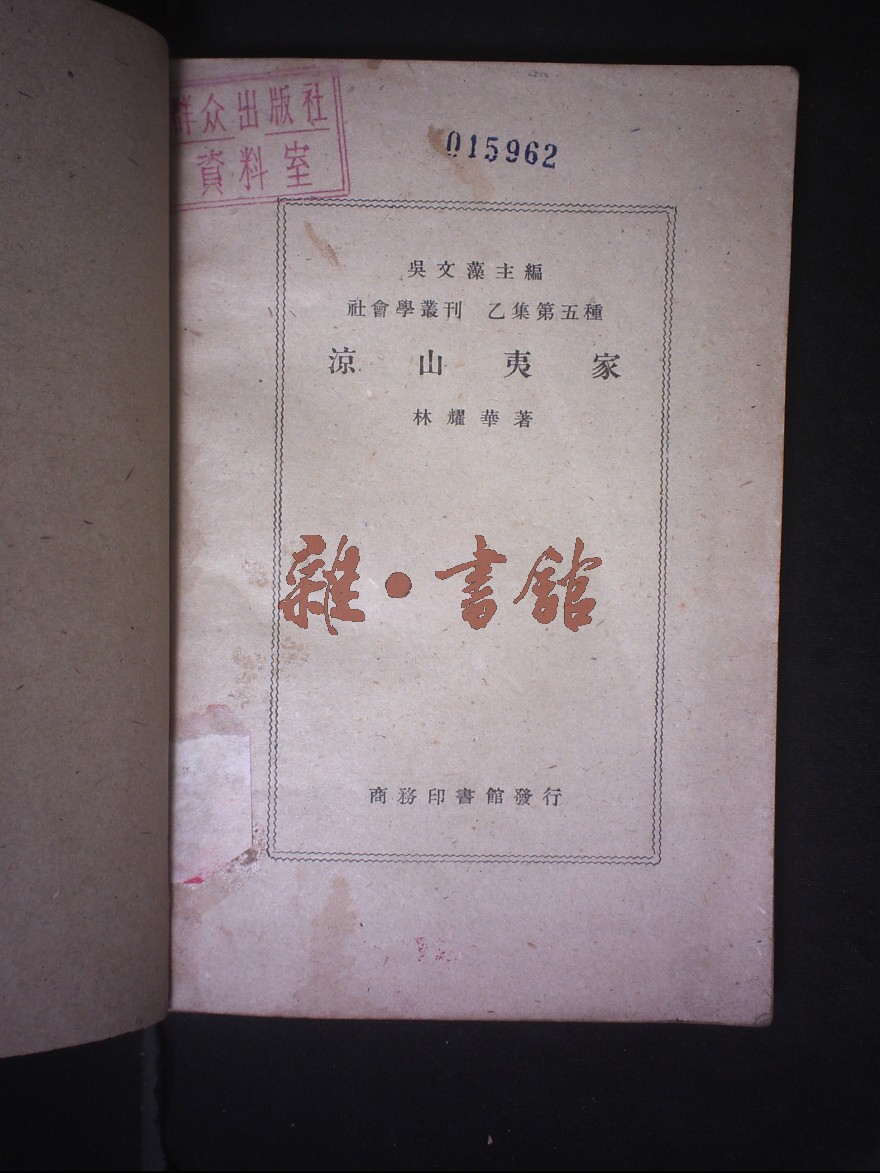 群众出版社
資料室
015962
吳文藻主編
社會學叢刊 乙集第五種
涼山夷家
林耀華著
雜·書館
商務印書館發行